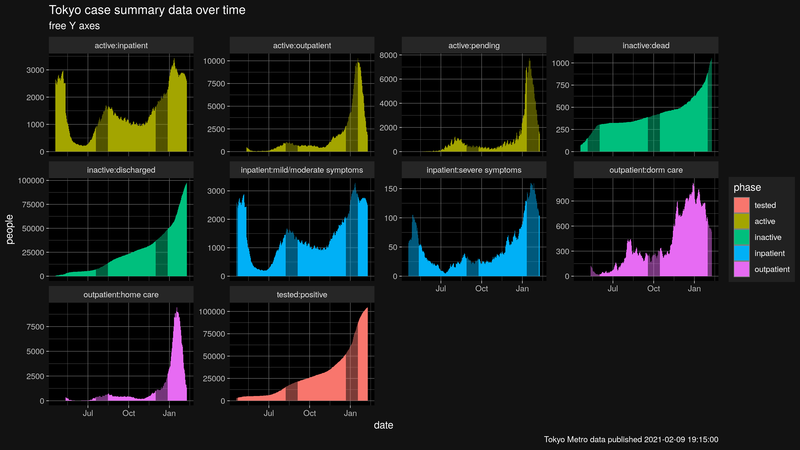 Tokyo case summary data over time
free Y axes
active:inpatient
active:outpatient
active:pending
inactive:dead
3000
2000
1000
0
10000
7500
5000
2500
0
8000
6000
4000
2000
0
1000
750
500
250
0
inactive:discharged
inpatient:mild/moderate symptoms
inpatient:severe symptoms
outpatient:dorm care
100000
75000
50000
25000
0
3000
2000
1000
0
150
100
50
0
900
600
300
0
Jul Oct Jan
Jul Oct Jan
outpatient:home care
tested:positive
7500
5000
2500
0
100000
75000
50000
25000
0
Jul Oct Jan
Jul Oct Jan
people
date
phase
tested
active
inactive
inpatient
outpatient
Tokyo Metro data published 2021-02-09 19:15:00